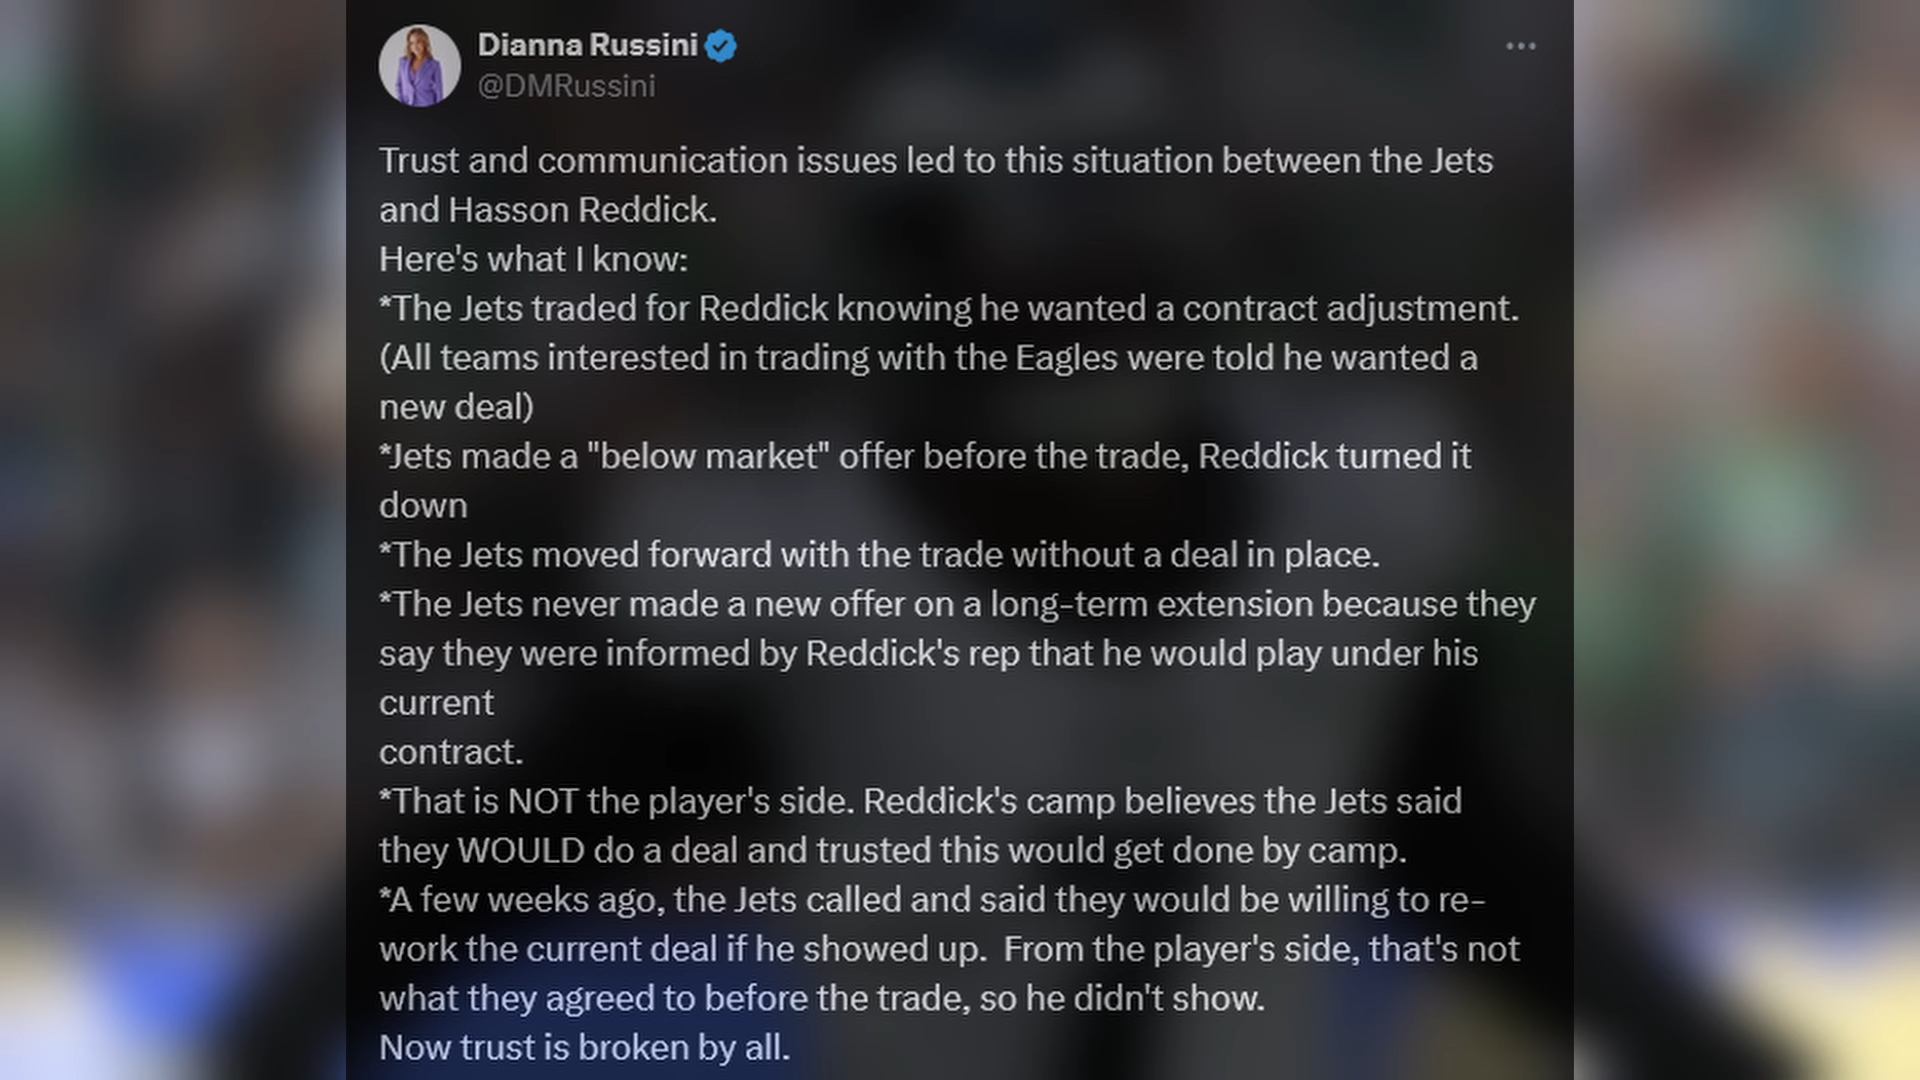 Dianna Russini
@DMRussini
Trust and communication issues led to this situation between the Jets
and Hasson Reddick.
Here's what I know:
*The Jets traded for Reddick knowing he wanted a contract adjustment.
(All teams interested in trading with the Eagles were told he wanted a
new deal)
*Jets made a "below market" offer before the trade, Reddick turned it
down
*The Jets moved forward with the trade without a deal in place.
*The Jets never made a new offer on a long-term extension because they
say they were informed by Reddick's rep that he would play under his
current
contract.
*That is NOT the player's side. Reddick's camp believes the Jets said
they WOULD do a deal and trusted this would get done by camp.
*A few weeks ago, the Jets called and said they would be willing to re-
work the current deal if he showed up.  From the player's side, that's not
what they agreed to before the trade, so he didn't show.
Now trust is broken by all.